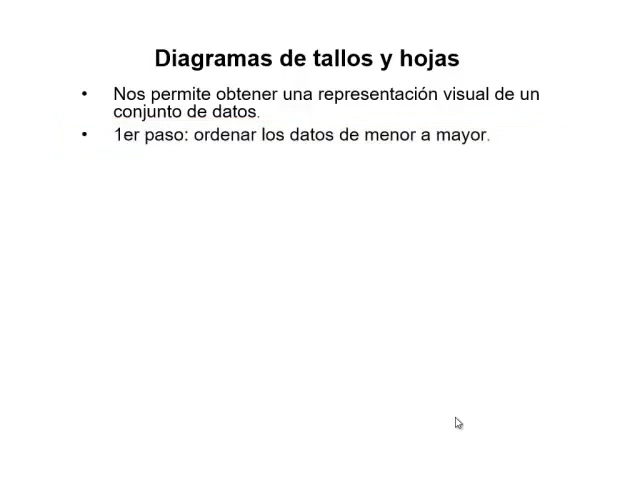 Diagramas de tallos y hojas
• Nos permite obtener una representación visual de un
conjunto de datos.
• 1er paso: ordenar los datos de menor a mayor.